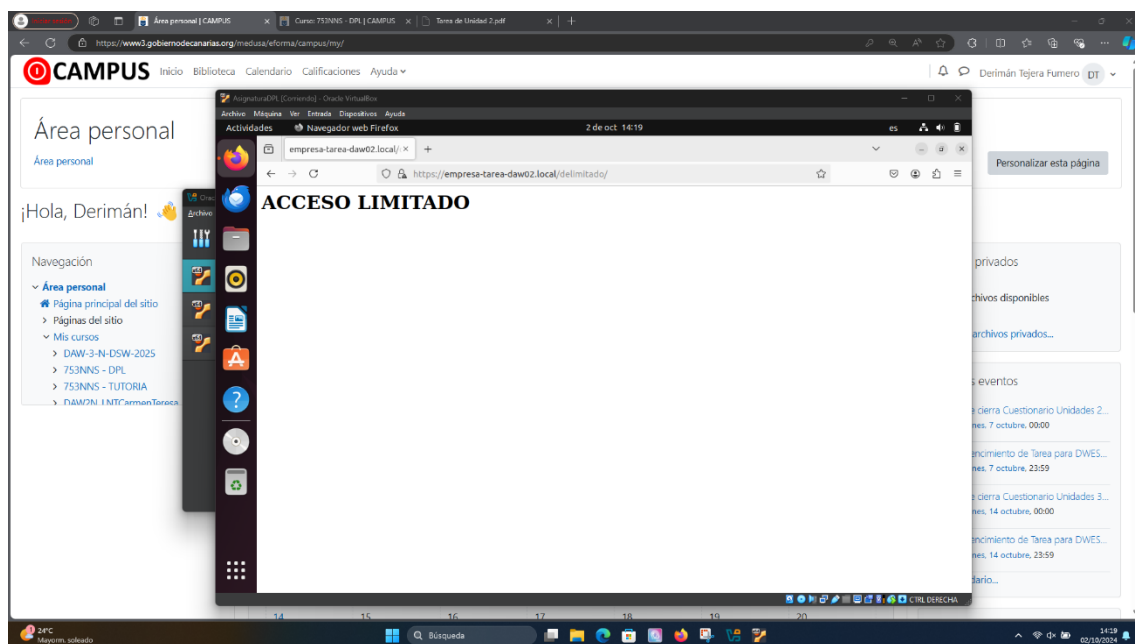 Área personal | CAMPUS
Curso: 753NNS - DPL | CAMPUS
Tarea de Unidad 2.pdf
https://www3.gobiernodecanarias.org/medusa/eforma/campus/my/
CAMPUS Inicio Biblioteca Calendario Calificaciones Ayuda
Derimán Tejera Fumero DT
Área personal
Área personal
Personalizar esta página
¡Hola, Derimán!
Navegación
Área personal
Página principal del sitio
Páginas del sitio
Mis cursos
DAW-3-N-DSW-2025
753NNS - DPL
753NNS - TUTORIA
DAW2N_LNTCarmenTeresa
Archivo
AsignaturaDPL [Corriendo] - Oracle VirtualBox
Archivo Máquina Ver Entrada Dispositivos Ayuda
Actividades Navegador web Firefox 2 de oct 14:19 es
empresa-tarea-daw02.local/
https://empresa-tarea-daw02.local/delimitado/
ACCESO LIMITADO
CTRL DERECHA
privados
chivos disponibles
archivos privados...
eventos
cierra Cuestionario Unidades 2...
nes, 7 octubre, 00:00
encimiento de Tarea para DWES...
nes, 7 octubre, 23:59
cierra Cuestionario Unidades 3...
nes, 14 octubre, 00:00
encimiento de Tarea para DWES...
nes, 14 octubre, 23:59
dario...
14 15 16 17 18 19 20
24°C
Mayorm. soleado
Búsqueda
14:19
02/10/2024